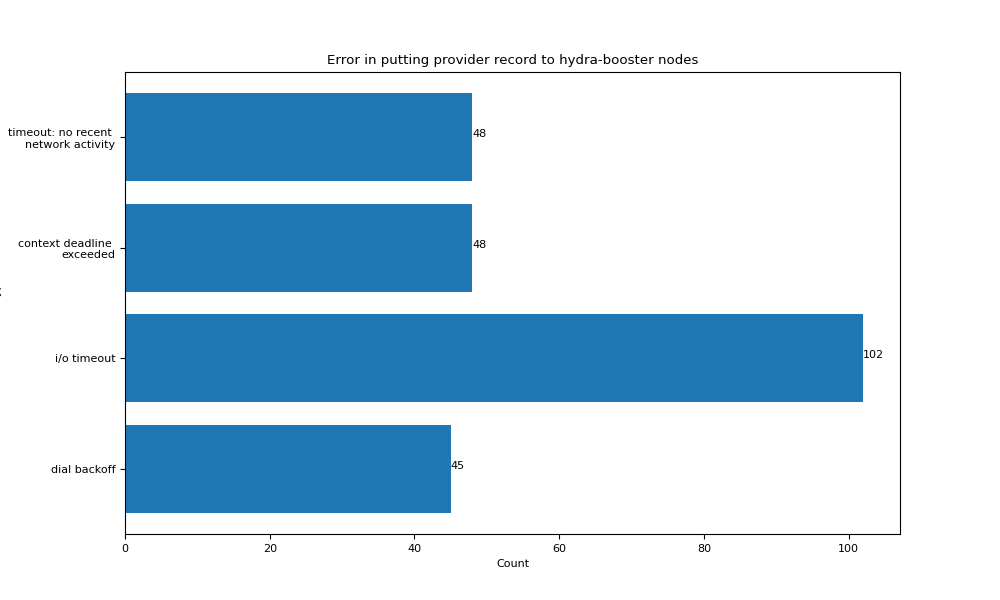 Error in putting provider record to hydra-booster nodes
timeout: no recent
network activity
48
context deadline
exceeded
48
i/o timeout
102
dial backoff
45
0 20 40 60 80 100
Count